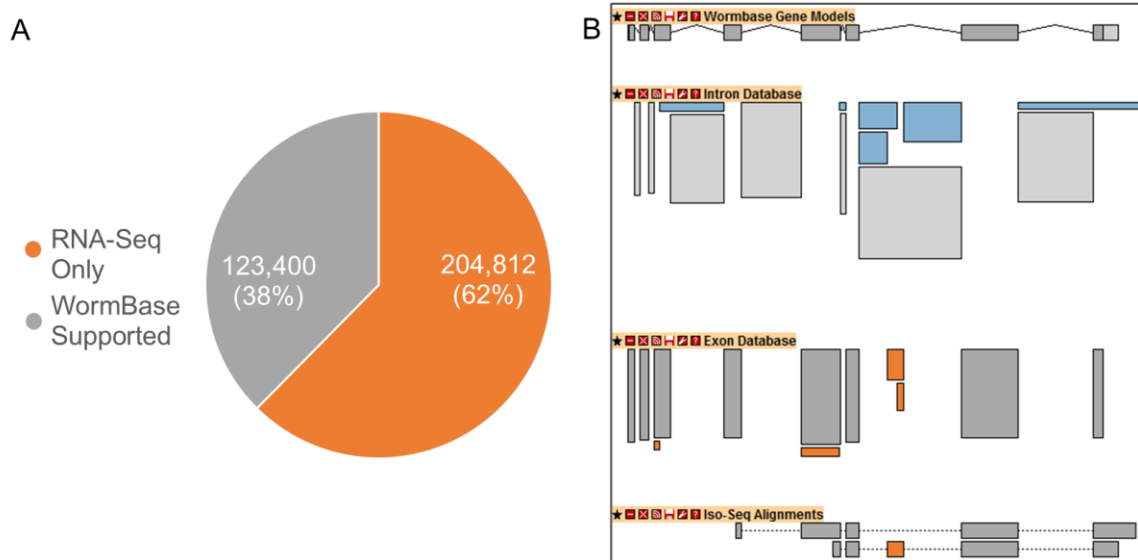 A
RNA-Seq
Only
WormBase
Supported
123,400
(38%)
204,812
(62%)
B
Wormbase Gene Models
Intron Database
Exon Database
Iso-Seq Alignments